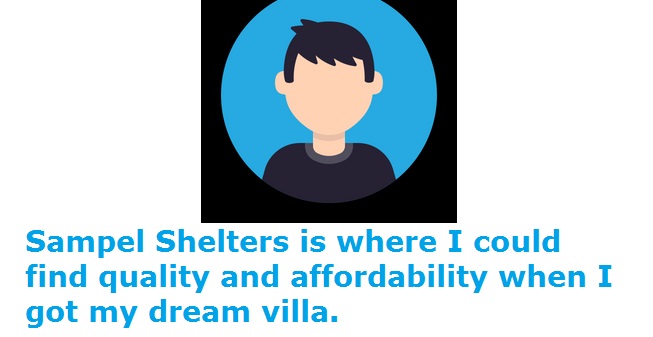 Sampel Shelters is where I could
find quality and affordability when I
got my dream villa.